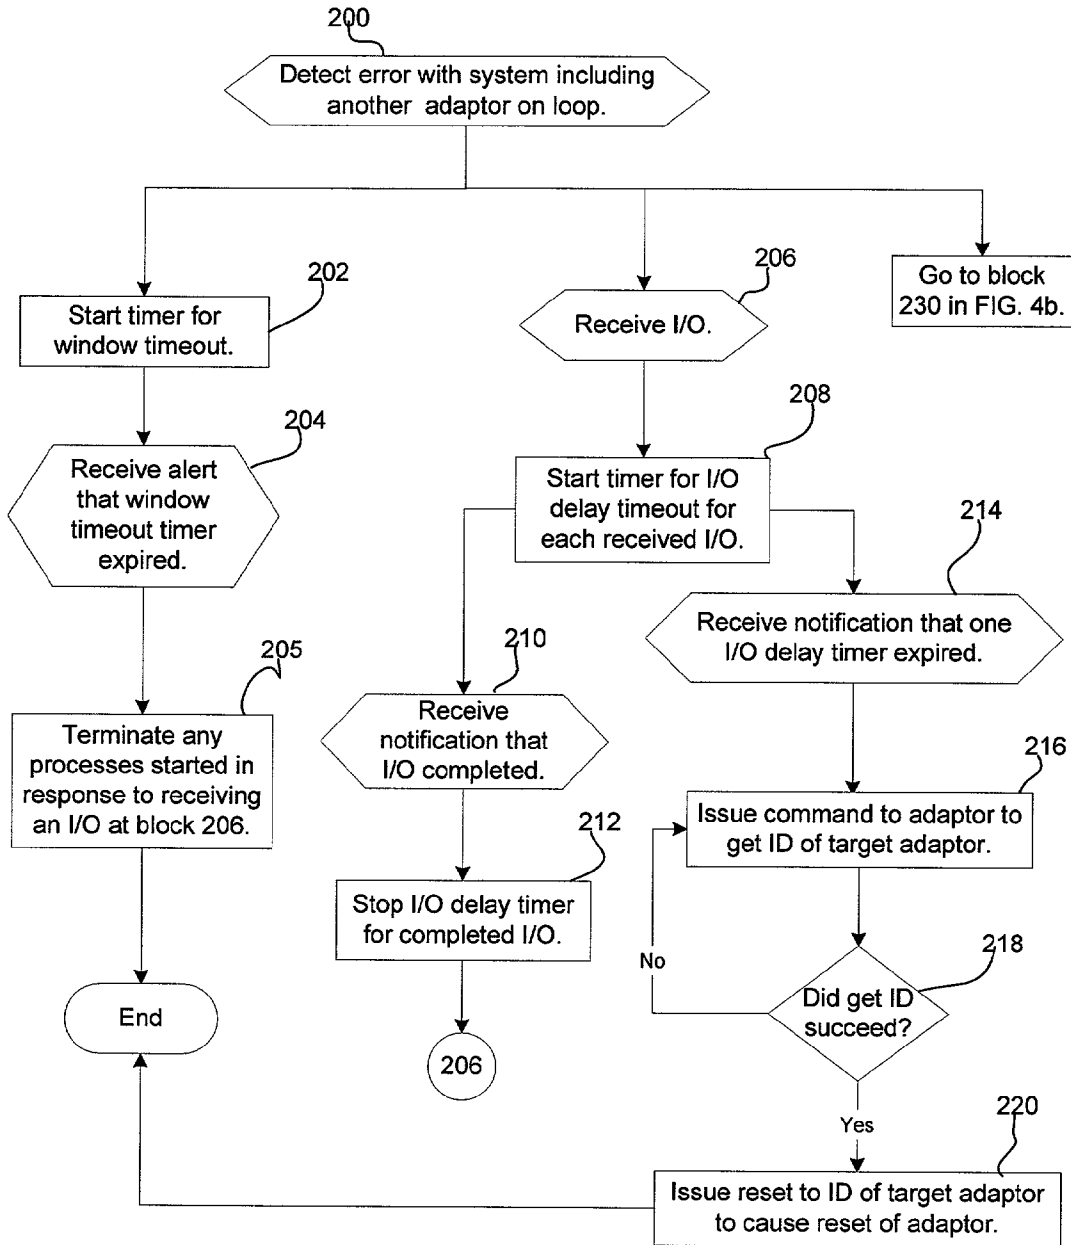 200
Detect error with system including
another adaptor on loop.
202
Start timer for
window timeout.
206
Receive I/O.
Go to block
230 in FIG. 4b.
204
Receive alert
that window
timeout timer
expired.
208
Start timer for I/O
delay timeout for
each received I/O.
214
Receive notification that one
I/O delay timer expired.
205
Terminate any
processes started in
response to receiving
an I/O at block 206.
210
Receive
notification that
I/O completed.
216
Issue command to adaptor to
get ID of target adaptor.
212
Stop I/O delay timer
for completed I/O.
218
No
Did get ID
succeed?
End
206
Yes
220
Issue reset to ID of target adaptor
to cause reset of adaptor.